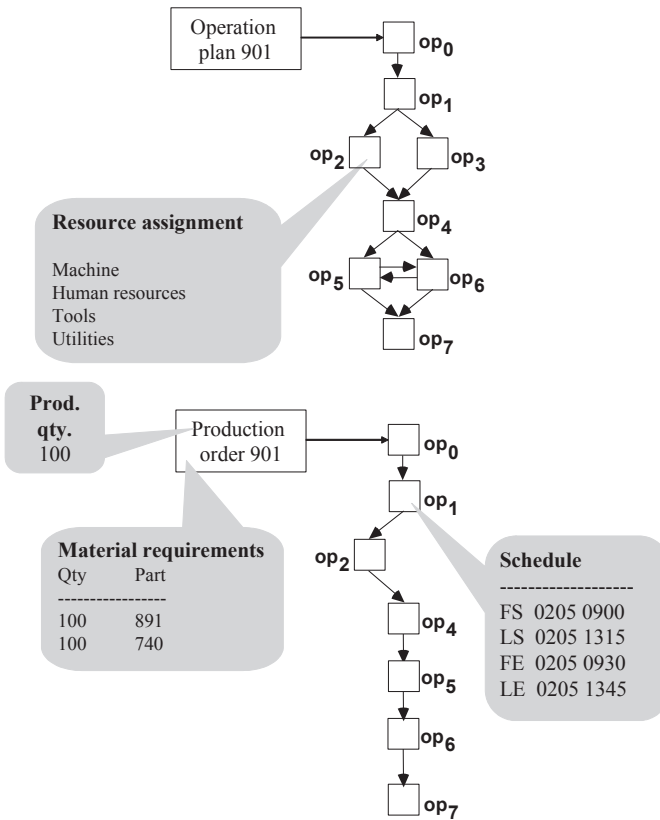 Operation
plan 901
op0
op1
op2
op3
Resource assignment
op4
Machine
Human resources
Tools
Utilities
op5
op6
op7
Prod.
qty.
100
Production
order 901
op0
op1
Material requirements
Qty Part
-----------------
100 891
100 740
op2
Schedule
--------------------
FS 0205 0900
LS 0205 1315
FE 0205 0930
LE 0205 1345
op4
op5
op6
op7